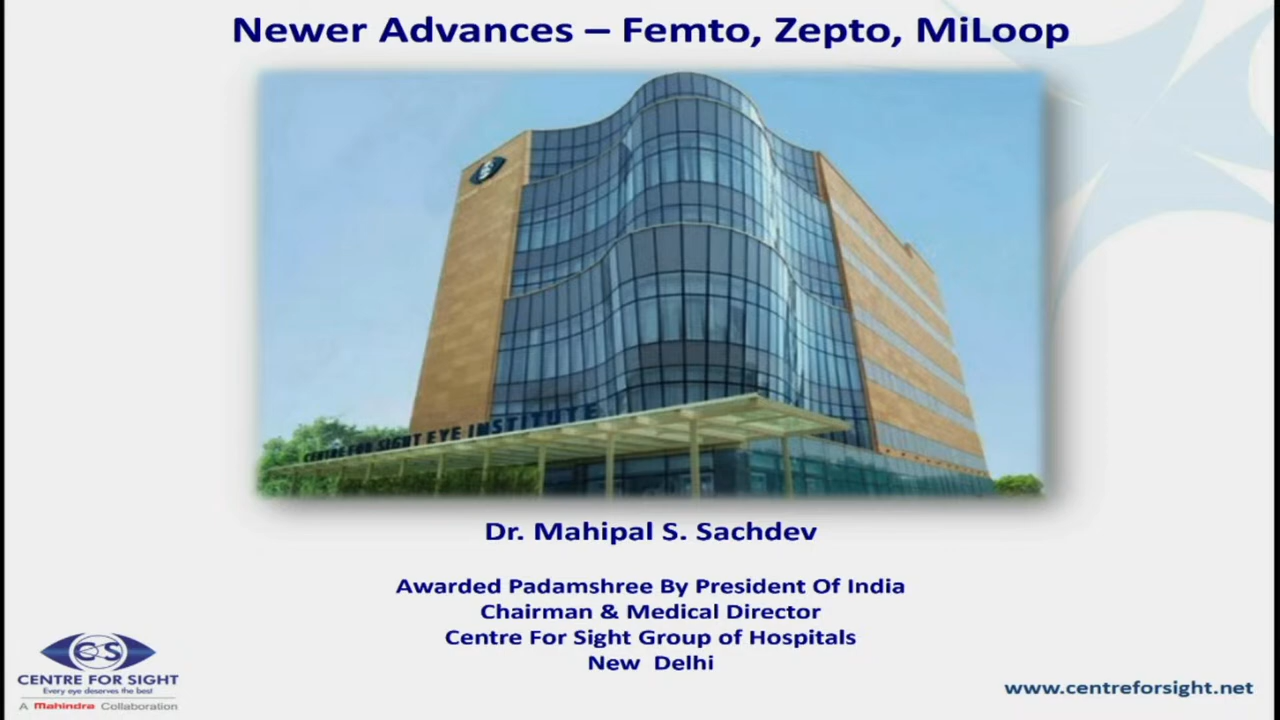 Newer Advances – Femto, Zepto, MiLoop
CENTRE FOR SIGHT EYE INSTITUTE
Dr. Mahipal S. Sachdev
Awarded Padamshree By President Of India
Chairman & Medical Director
Centre For Sight Group of Hospitals
New Delhi
CS
CENTRE FOR SIGHT
Every eye deserves the best
A Mahindra Collaboration
www.centreforsight.net